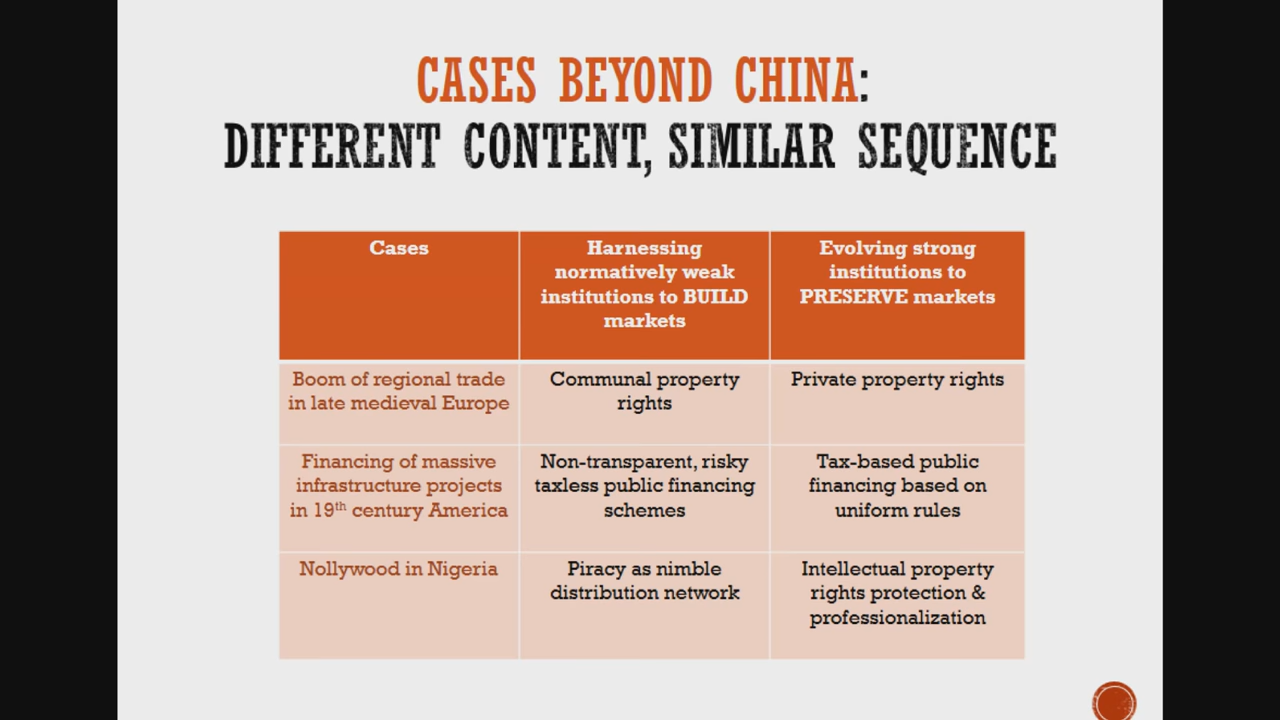 CASES BEYOND CHINA:
DIFFERENT CONTENT, SIMILAR SEQUENCE
Cases
Harnessing
normatively weak
institutions to BUILD
markets
Evolving strong
institutions to
PRESERVE markets
Boom of regional trade
in late medieval Europe
Communal property
rights
Private property rights
Financing of massive
infrastructure projects
in 19th century America
Non-transparent, risky
taxless public financing
schemes
Tax-based public
financing based on
uniform rules
Nollywood in Nigeria
Piracy as nimble
distribution network
Intellectual property
rights protection &
professionalization